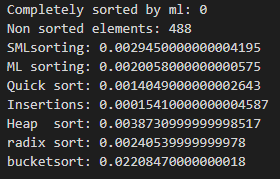 Completely sorted by ml: 0
Non sorted elements: 488
SMLsorting: 0.0029450000000004195
ML sorting: 0.0020058000000000575
Quick sort: 0.0014049000000002643
Insertions: 0.00015410000000004587
Heap  sort: 0.0038730999999998517
radix sort: 0.00240539999999978
bucketsort: 0.02208470000000018